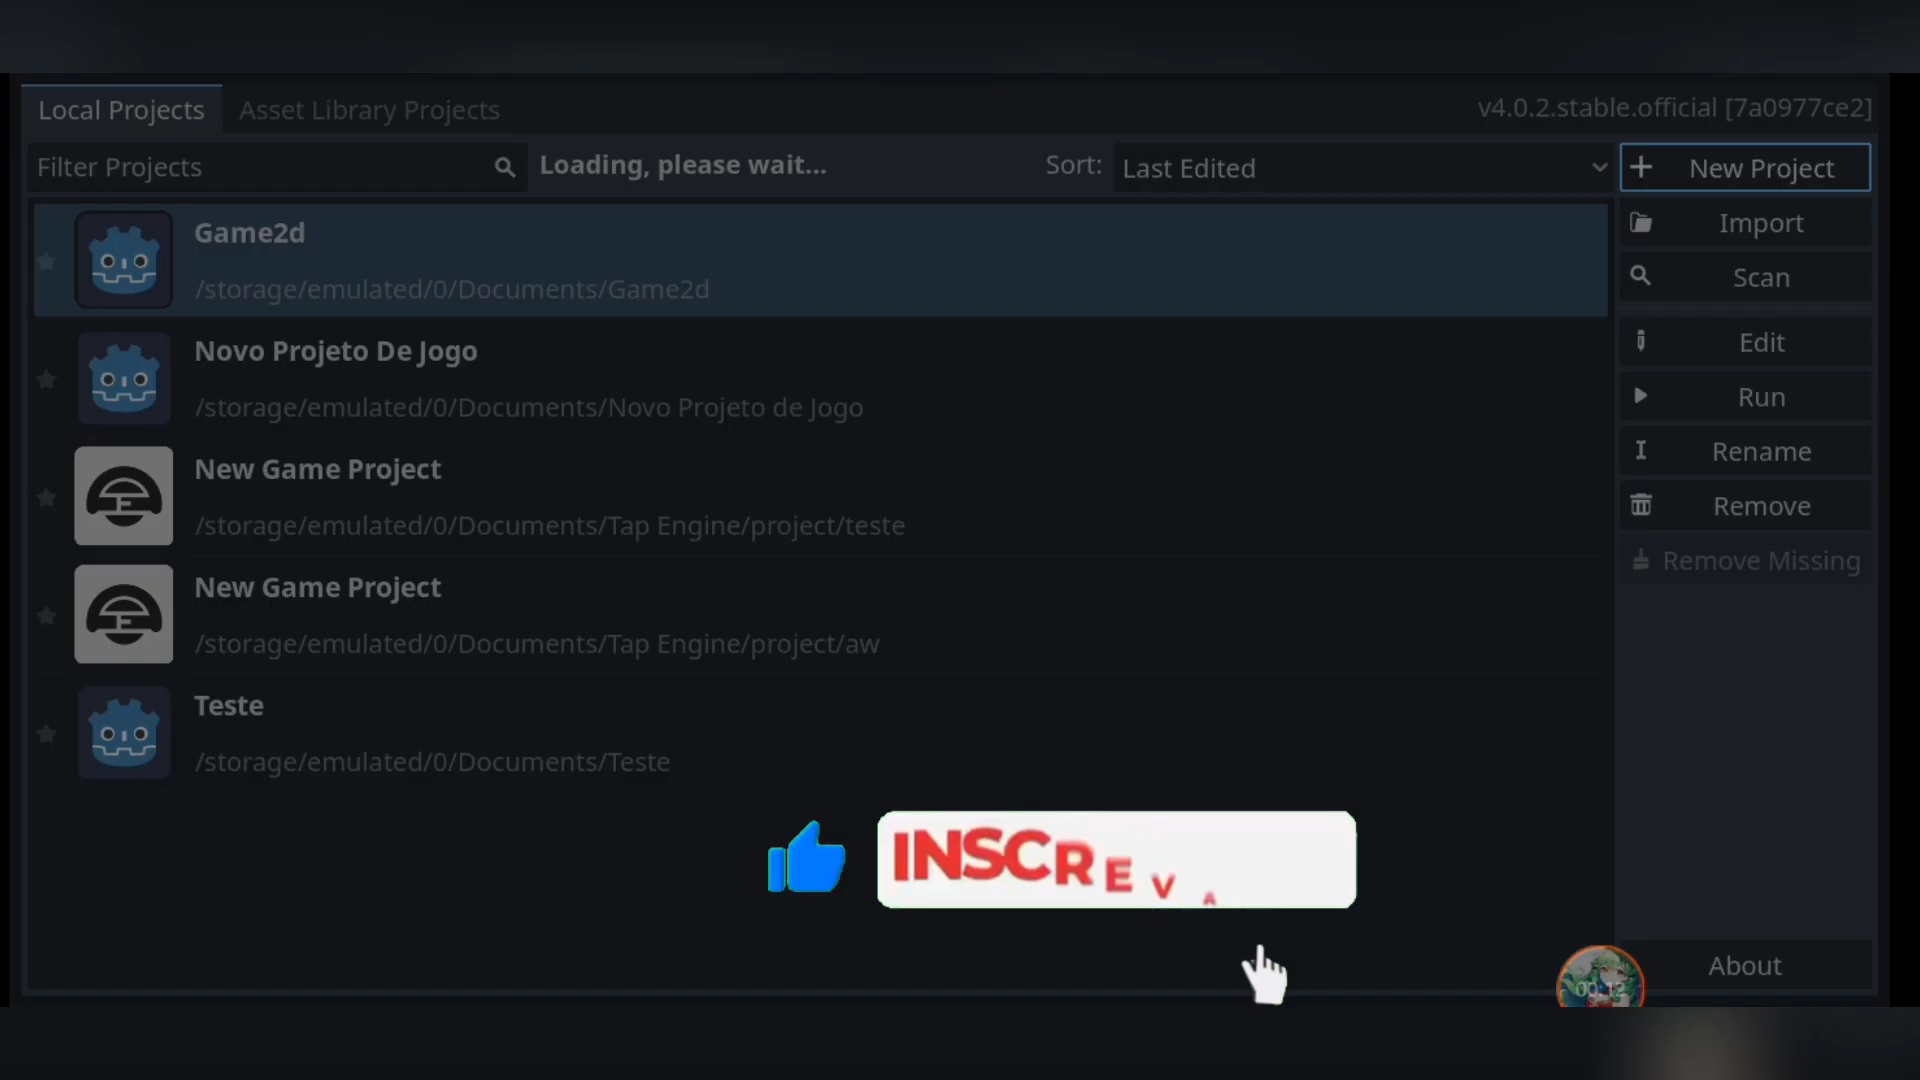 Local Projects
Asset Library Projects
v4.0.2.stable.official [7a0977ce2]
Filter Projects
Loading, please wait...
Sort:
Last Edited
New Project
Game2d
/storage/emulated/0/Documents/Game2d
Novo Projeto De Jogo
/storage/emulated/0/Documents/Novo Projeto de Jogo
New Game Project
/storage/emulated/0/Documents/Tap Engine/project/teste
New Game Project
/storage/emulated/0/Documents/Tap Engine/project/aw
Teste
/storage/emulated/0/Documents/Teste
Import
Scan
Edit
Run
Rename
Remove
Remove Missing
INSCREVA
About
00:12